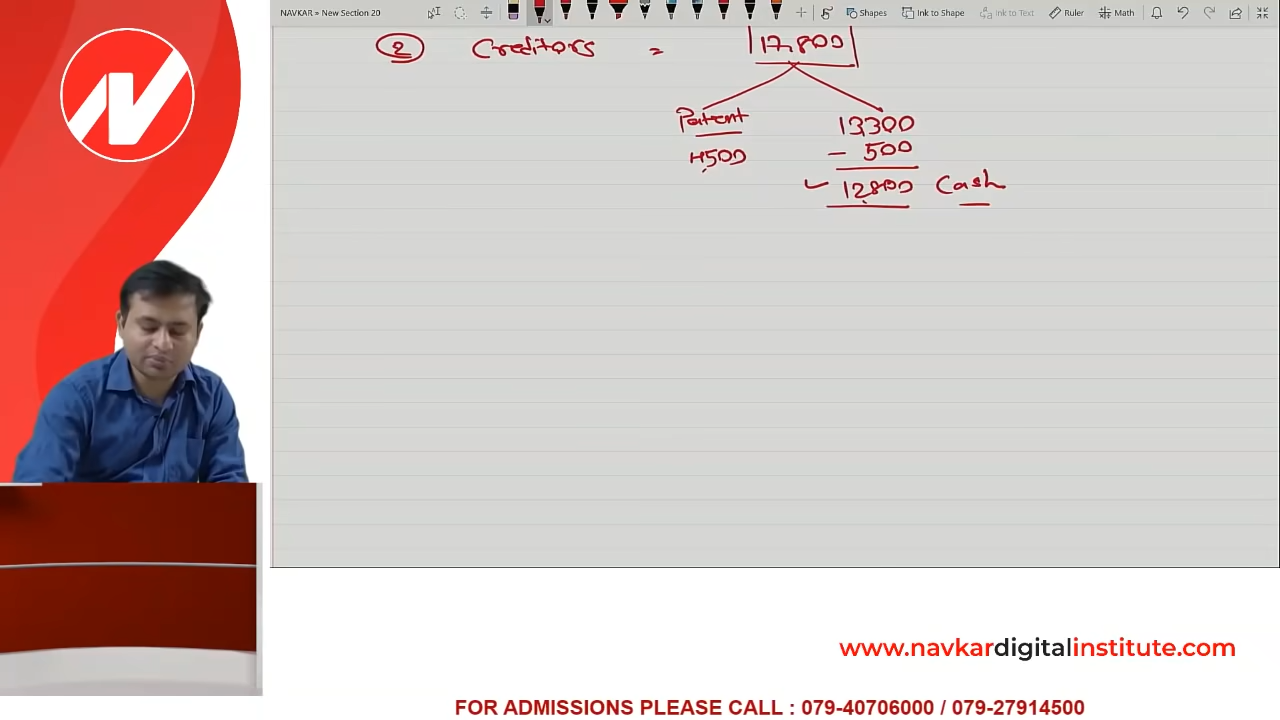 NAVKAR » New Section 20
Shapes Ink to Shape Ink to Text Ruler Math
② Creditors = 17,800
Patent 13300
4500 - 500
12800 Cash
N
www.navkardigitalinstitute.com
FOR ADMISSIONS PLEASE CALL : 079-40706000 / 079-27914500